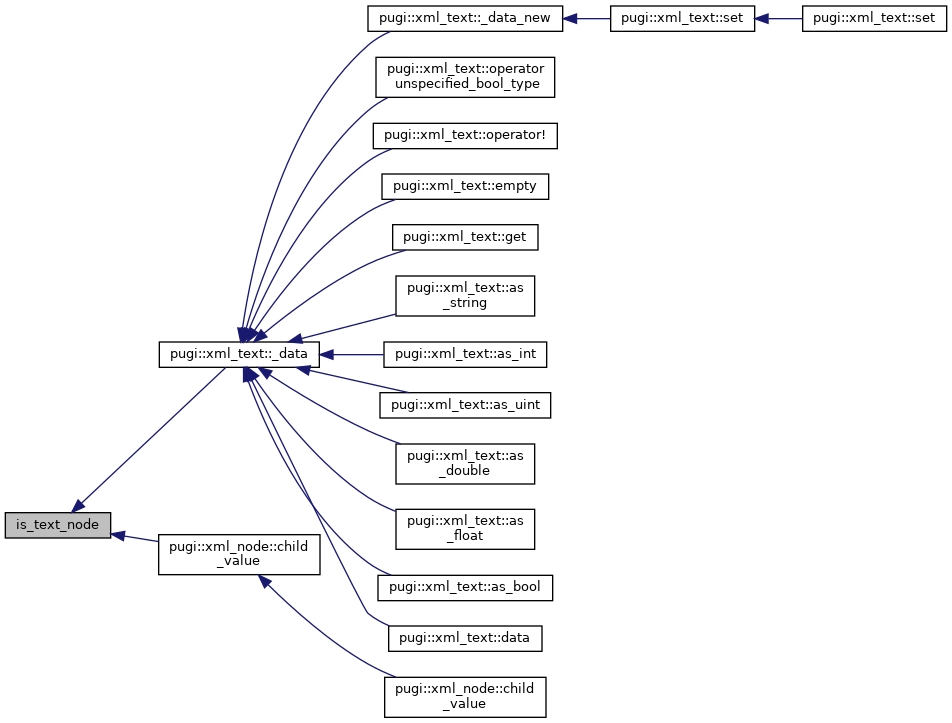 pugi::xml_text::_data_new
pugi::xml_text::set
pugi::xml_text::set
pugi::xml_text::operator
unspecified_bool_type
pugi::xml_text::operator!
pugi::xml_text::empty
pugi::xml_text::get
pugi::xml_text::as
_string
pugi::xml_text::_data
pugi::xml_text::as_int
pugi::xml_text::as_uint
pugi::xml_text::as
_double
pugi::xml_text::as
_float
is_text_node
pugi::xml_node::child
_value
pugi::xml_text::as_bool
pugi::xml_text::data
pugi::xml_node::child
_value